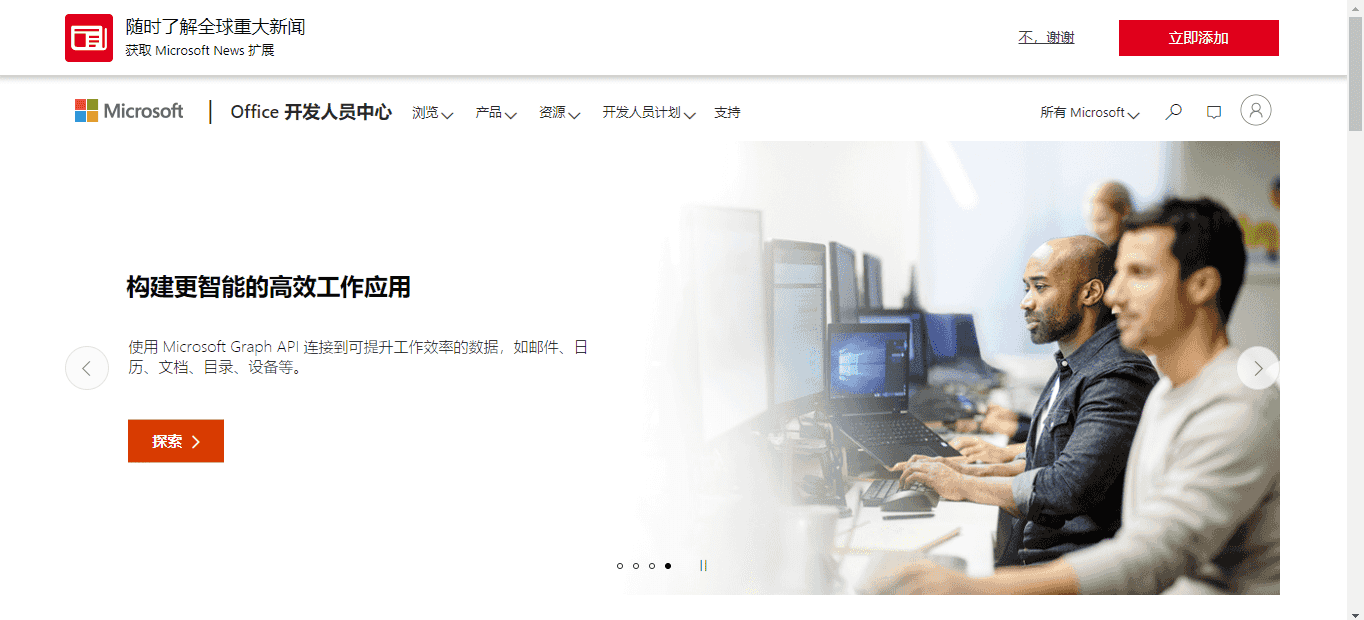 随时了解全球重大新闻
获取 Microsoft News 扩展
不，谢谢
立即添加
Microsoft
Office 开发人员中心
浏览
产品
资源
开发人员计划
支持
所有 Microsoft
构建更智能的高效工作应用
使用 Microsoft Graph API 连接到可提升工作效率的数据，如邮件、日
历、文档、目录、设备等。
探索